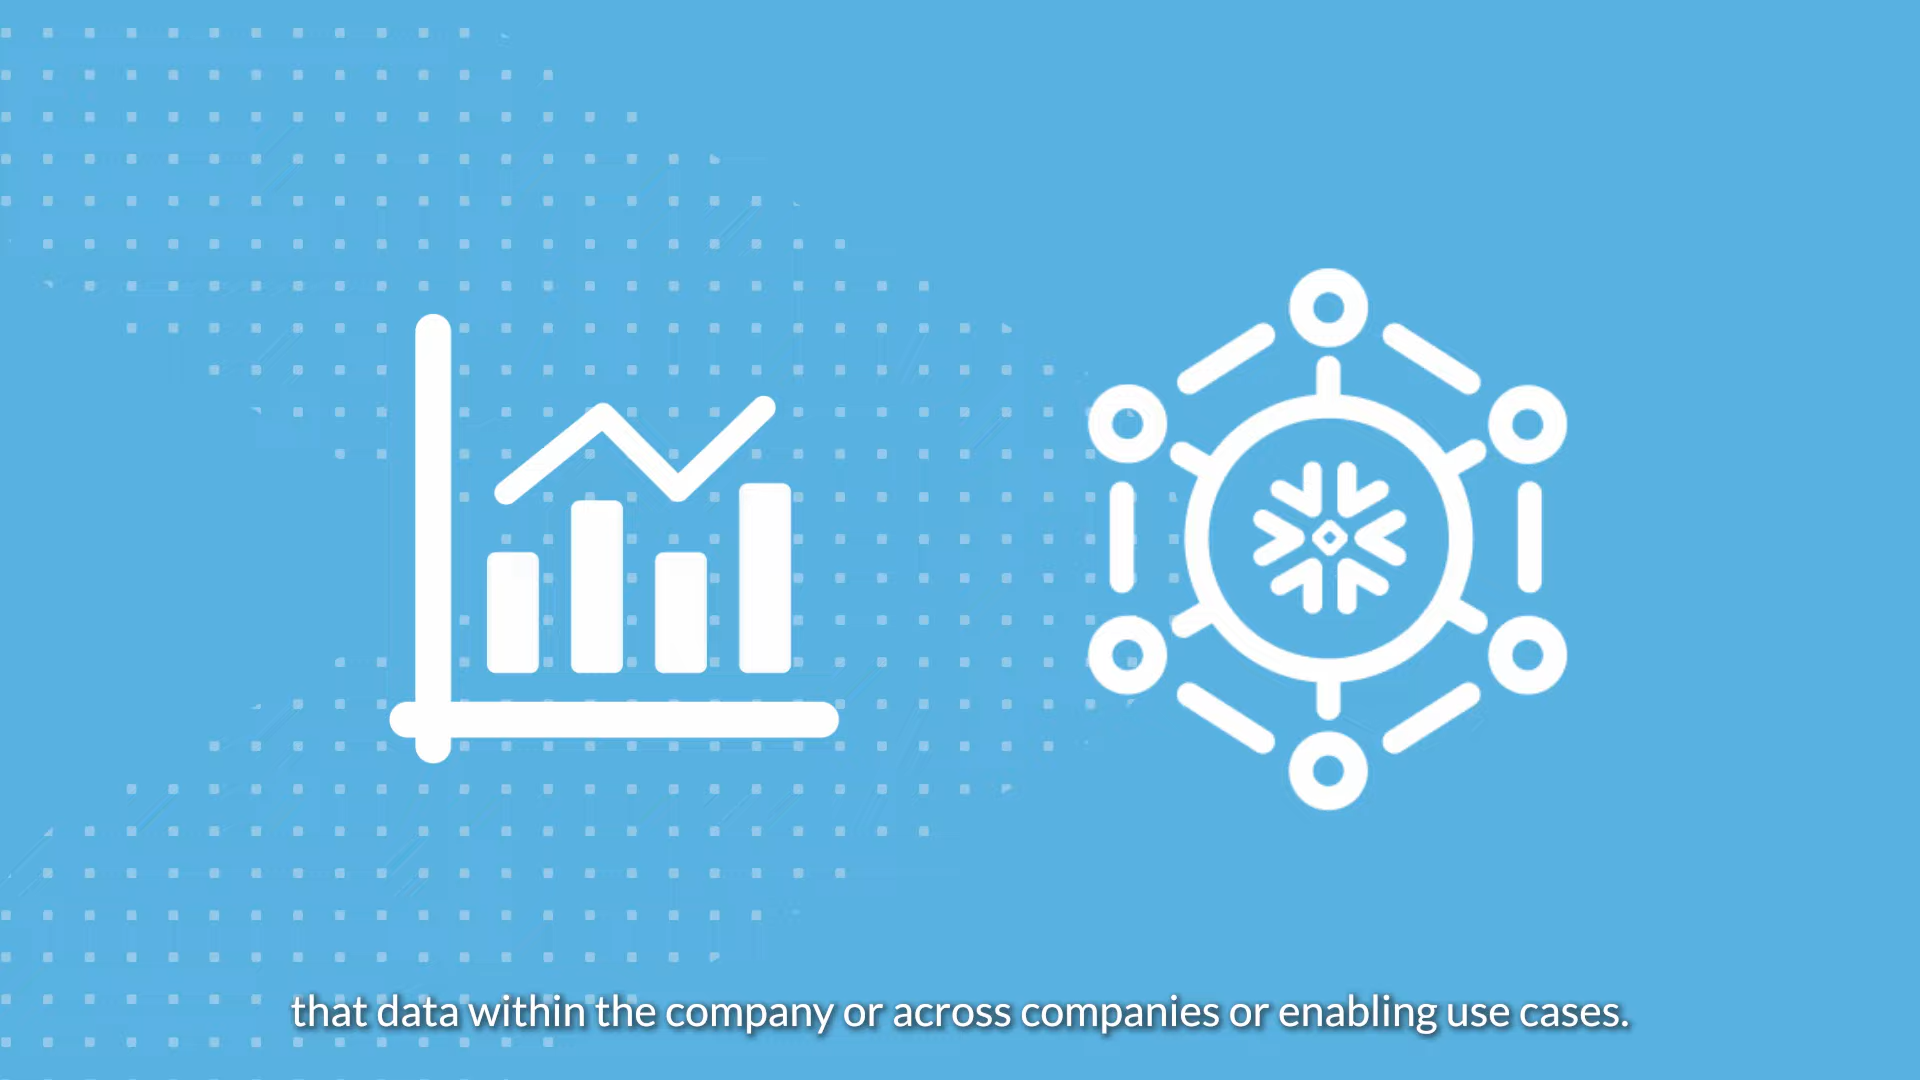 that data within the company or across companies or enabling use cases.